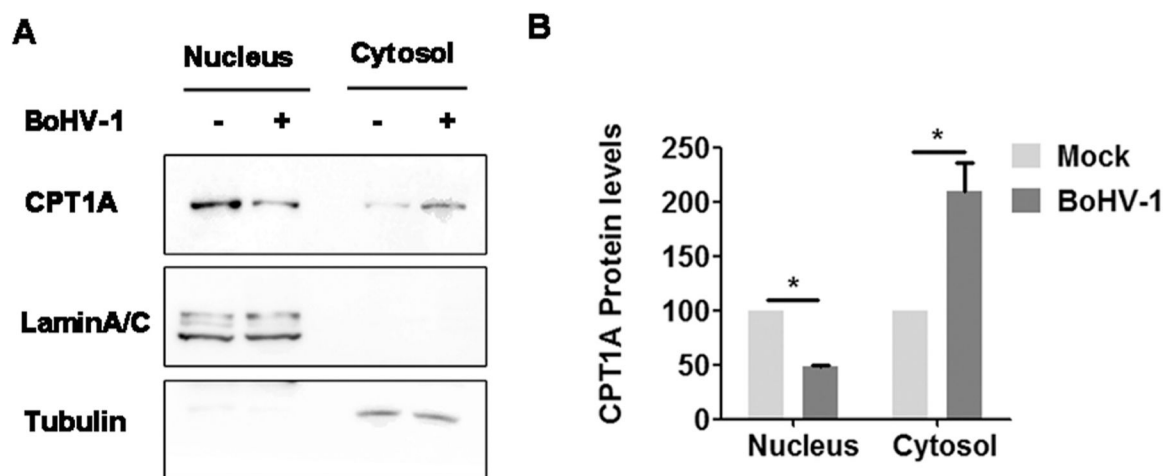 A
Nucleus Cytosol
BoHV-1 - + - +
CPT1A
LaminA/C
Tubulin
B
CPT1A Protein levels
250
200
150
100
50
0
* *
Nucleus Cytosol
Mock
BoHV-1